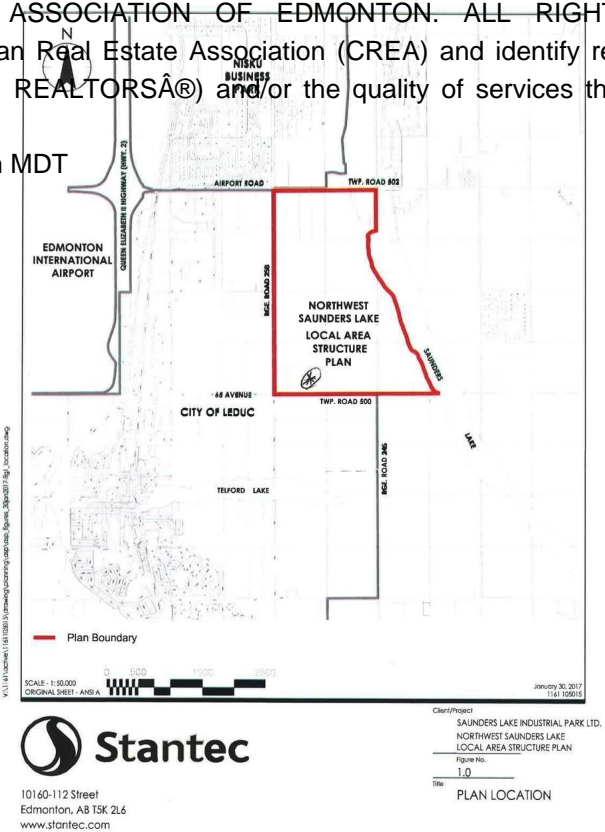 ASSOCIATION OF EDMONTON. ALL RIGHT
an Real Estate Association (CREA) and identify re
REALTORSÂ®) and/or the quality of services th
MDT
N
NISKU
BUSINESS
PARK
AIRPORT ROAD
TWP. ROAD 502
QUEEN ELIZABETH II HIGHWAY (HWY. 2)
EDMONTON
INTERNATIONAL
AIRPORT
RGE. ROAD 250
NORTHWEST
SAUNDERS LAKE
LOCAL AREA
STRUCTURE
PLAN
SAUNDERS
LAKE
65 AVENUE
CITY OF LEDUC
TWP. ROAD 500
RGE. ROAD 245
TELFORD LAKE
Plan Boundary
0 500 1500 2500
SCALE - 1:50,000
ORIGINAL SHEET - ANSI A
January 30, 2017
1161 105015
Stantec
10160-112 Street
Edmonton, AB T5K 2L6
www.stantec.com
Client/Project
SAUNDERS LAKE INDUSTRIAL PARK LTD.
NORTHWEST SAUNDERS LAKE
LOCAL AREA STRUCTURE PLAN
Figure No.
1.0
Title
PLAN LOCATION